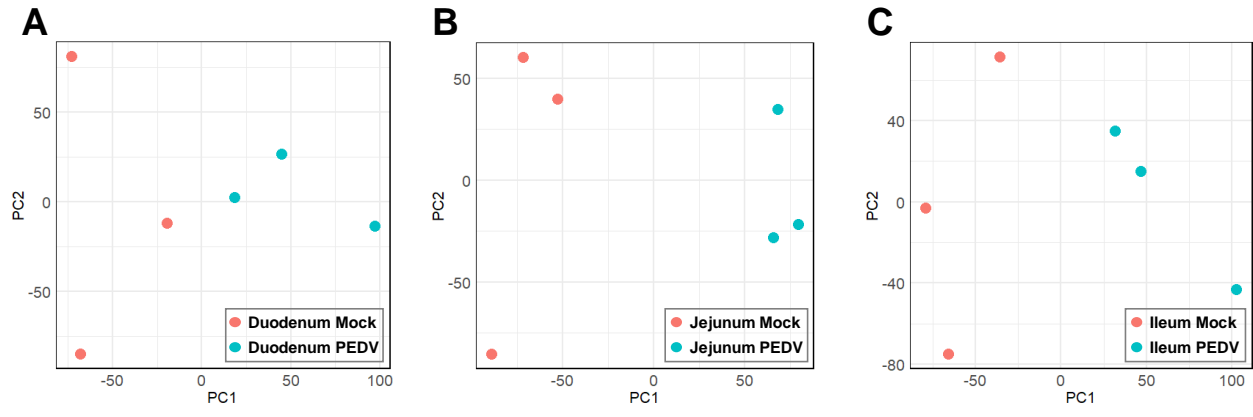 A
PC2
50
0
-50
Duodenum Mock
Duodenum PEDV
-50 0 50 100
PC1
B
PC2
50
0
-50
Jejunum Mock
Jejunum PEDV
-50 0 50
PC1
C
PC2
40
0
-40
-80
Ileum Mock
Ileum PEDV
-50 0 50 100
PC1